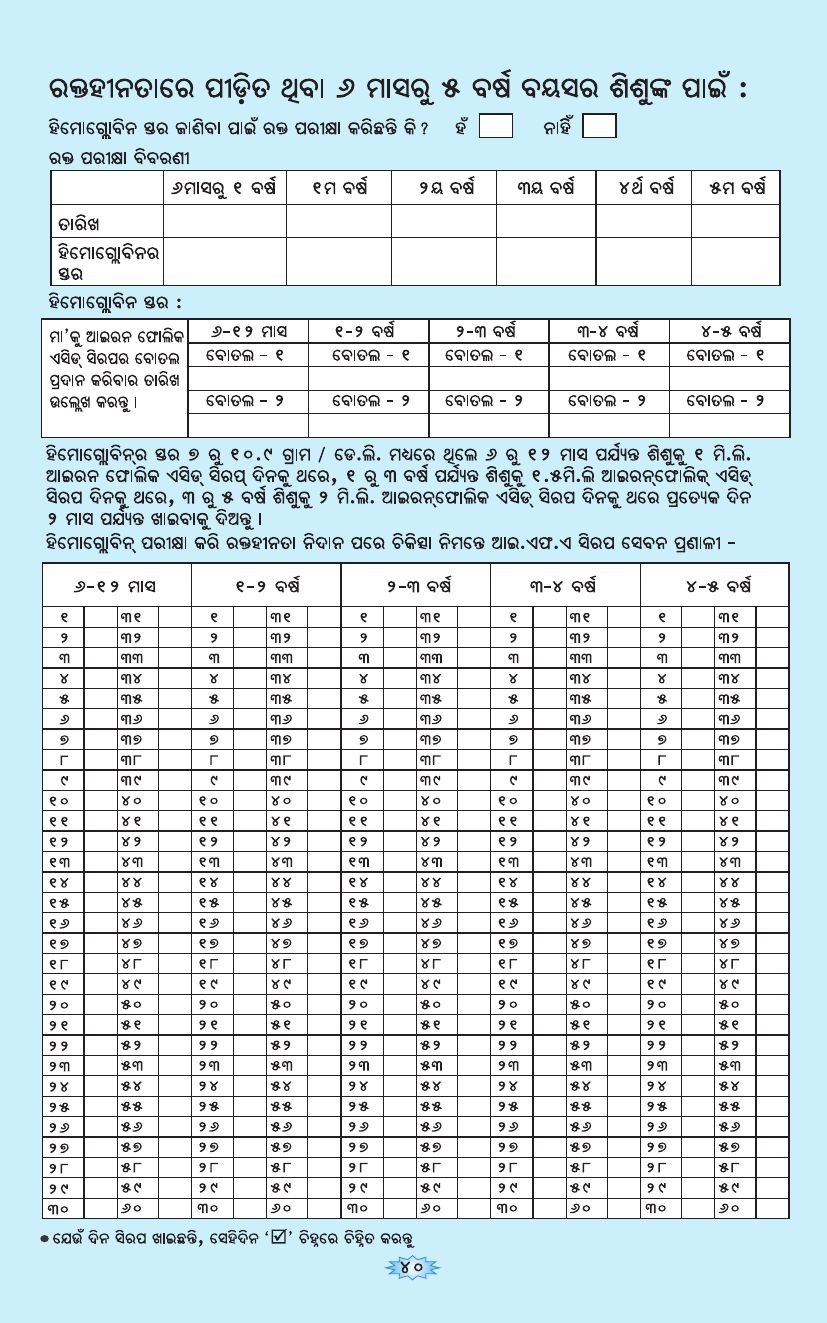 ରକ୍ତହୀନତାରେ ପୀଡ଼ିତ ଥିବା ୬ ମାସରୁ ୫ ବର୍ଷ ବୟସର ଶିଶୁଙ୍କ ପାଇଁ :
ହିମୋଗ୍ଲୋବିନ ସ୍ତର ଜାଣିବା ପାଇଁ ରକ୍ତ ପରୀକ୍ଷା କରିଛନ୍ତି କି ? ହଁ ନାହିଁ
ରକ୍ତ ପରୀକ୍ଷା ବିବରଣୀ
୬ମାସରୁ ୧ ବର୍ଷ ୧ମ ବର୍ଷ ୨ୟ ବର୍ଷ ୩ୟ ବର୍ଷ ୪ର୍ଥ ବର୍ଷ ୫ମ ବର୍ଷ
ତାରିଖ
ହିମୋଗ୍ଲୋବିନର
ସ୍ତର
ହିମୋଗ୍ଲୋବିନ ସ୍ତର :
ମା'କୁ ଆଇରନ ଫୋଲିକ
ଏସିଡ୍ ସିରପର ବୋତଲ
ପ୍ରଦାନ କରିବାର ତାରିଖ
ଉଲ୍ଲେଖ କରନ୍ତୁ ।
୬-୧୨ ମାସ ୧-୨ ବର୍ଷ ୨-୩ ବର୍ଷ ୩-୪ ବର୍ଷ ୪-୫ ବର୍ଷ
ବୋତଲ - ୧ ବୋତଲ - ୧ ବୋତଲ - ୧ ବୋତଲ - ୧ ବୋତଲ - ୧
ବୋତଲ - ୨ ବୋତଲ - ୨ ବୋତଲ - ୨ ବୋତଲ - ୨ ବୋତଲ - ୨
ହିମୋଗ୍ଲୋବିନ୍‌ର ସ୍ତର ୭ ରୁ ୧୦.୯ ଗ୍ରାମ / ଡେ.ଲି. ମଧ୍ୟରେ ଥିଲେ ୬ ରୁ ୧୨ ମାସ ପର୍ଯ୍ୟନ୍ତ ଶିଶୁକୁ ୧ ମି.ଲି.
ଆଇରନ ଫୋଲିକ ଏସିଡ୍ ସିରପ୍ ଦିନକୁ ଥରେ, ୧ ରୁ ୩ ବର୍ଷ ପର୍ଯ୍ୟନ୍ତ ଶିଶୁକୁ ୧.୫ମି.ଲି ଆଇରନ୍‌ଫୋଲିକ୍ ଏସିଡ୍
ସିରପ ଦିନକୁ ଥରେ, ୩ ରୁ ୫ ବର୍ଷ ଶିଶୁକୁ ୨ ମି.ଲି. ଆଇରନ୍‌ଫୋଲିକ ଏସିଡ୍ ସିରପ ଦିନକୁ ଥରେ ପ୍ରତ୍ୟେକ ଦିନ
୨ ମାସ ପର୍ଯ୍ୟନ୍ତ ଖାଇବାକୁ ଦିଅନ୍ତୁ ।
ହିମୋଗ୍ଲୋବିନ୍ ପରୀକ୍ଷା କରି ରକ୍ତହୀନତା ନିଦାନ ପରେ ଚିକିତ୍ସା ନିମନ୍ତେ ଆଇ.ଏଫ.ଏ ସିରପ ସେବନ ପ୍ରଣାଳୀ -
୬-୧୨ ମାସ ୧-୨ ବର୍ଷ ୨-୩ ବର୍ଷ ୩-୪ ବର୍ଷ ୪-୫ ବର୍ଷ
୧ ୩୧ ୧ ୩୧ ୧ ୩୧ ୧ ୩୧ ୧ ୩୧
୨ ୩୨ ୨ ୩୨ ୨ ୩୨ ୨ ୩୨ ୨ ୩୨
୩ ୩୩ ୩ ୩୩ ୩ ୩୩ ୩ ୩୩ ୩ ୩୩
୪ ୩୪ ୪ ୩୪ ୪ ୩୪ ୪ ୩୪ ୪ ୩୪
୫ ୩୫ ୫ ୩୫ ୫ ୩୫ ୫ ୩୫ ୫ ୩୫
୬ ୩୬ ୬ ୩୬ ୬ ୩୬ ୬ ୩୬ ୬ ୩୬
୭ ୩୭ ୭ ୩୭ ୭ ୩୭ ୭ ୩୭ ୭ ୩୭
୮ ୩୮ ୮ ୩୮ ୮ ୩୮ ୮ ୩୮ ୮ ୩୮
୯ ୩୯ ୯ ୩୯ ୯ ୩୯ ୯ ୩୯ ୯ ୩୯
୧୦ ୪୦ ୧୦ ୪୦ ୧୦ ୪୦ ୧୦ ୪୦ ୧୦ ୪୦
୧୧ ୪୧ ୧୧ ୪୧ ୧୧ ୪୧ ୧୧ ୪୧ ୧୧ ୪୧
୧୨ ୪୨ ୧୨ ୪୨ ୧୨ ୪୨ ୧୨ ୪୨ ୧୨ ୪୨
୧୩ ୪୩ ୧୩ ୪୩ ୧୩ ୪୩ ୧୩ ୪୩ ୧୩ ୪୩
୧୪ ୪୪ ୧୪ ୪୪ ୧୪ ୪୪ ୧୪ ୪୪ ୧୪ ୪୪
୧୫ ୪୫ ୧୫ ୪୫ ୧୫ ୪୫ ୧୫ ୪୫ ୧୫ ୪୫
୧୬ ୪୬ ୧୬ ୪୬ ୧୬ ୪୬ ୧୬ ୪୬ ୧୬ ୪୬
୧୭ ୪୭ ୧୭ ୪୭ ୧୭ ୪୭ ୧୭ ୪୭ ୧୭ ୪୭
୧୮ ୪୮ ୧୮ ୪୮ ୧୮ ୪୮ ୧୮ ୪୮ ୧୮ ୪୮
୧୯ ୪୯ ୧୯ ୪୯ ୧୯ ୪୯ ୧୯ ୪୯ ୧୯ ୪୯
୨୦ ୫୦ ୨୦ ୫୦ ୨୦ ୫୦ ୨୦ ୫୦ ୨୦ ୫୦
୨୧ ୫୧ ୨୧ ୫୧ ୨୧ ୫୧ ୨୧ ୫୧ ୨୧ ୫୧
୨୨ ୫୨ ୨୨ ୫୨ ୨୨ ୫୨ ୨୨ ୫୨ ୨୨ ୫୨
୨୩ ୫୩ ୨୩ ୫୩ ୨୩ ୫୩ ୨୩ ୫୩ ୨୩ ୫୩
୨୪ ୫୪ ୨୪ ୫୪ ୨୪ ୫୪ ୨୪ ୫୪ ୨୪ ୫୪
୨୫ ୫୫ ୨୫ ୫୫ ୨୫ ୫୫ ୨୫ ୫୫ ୨୫ ୫୫
୨୬ ୫୬ ୨୬ ୫୬ ୨୬ ୫୬ ୨୬ ୫୬ ୨୬ ୫୬
୨୭ ୫୭ ୨୭ ୫୭ ୨୭ ୫୭ ୨୭ ୫୭ ୨୭ ୫୭
୨୮ ୫୮ ୨୮ ୫୮ ୨୮ ୫୮ ୨୮ ୫୮ ୨୮ ୫୮
୨୯ ୫୯ ୨୯ ୫୯ ୨୯ ୫୯ ୨୯ ୫୯ ୨୯ ୫୯
୩୦ ୬୦ ୩୦ ୬୦ ୩୦ ୬୦ ୩୦ ୬୦ ୩୦ ୬୦
● ଯେଉଁ ଦିନ ସିରପ ଖାଇଛନ୍ତି, ସେହିଦିନ '☑' ଚିହ୍ନରେ ଚିହ୍ନିତ କରନ୍ତୁ
୪୦